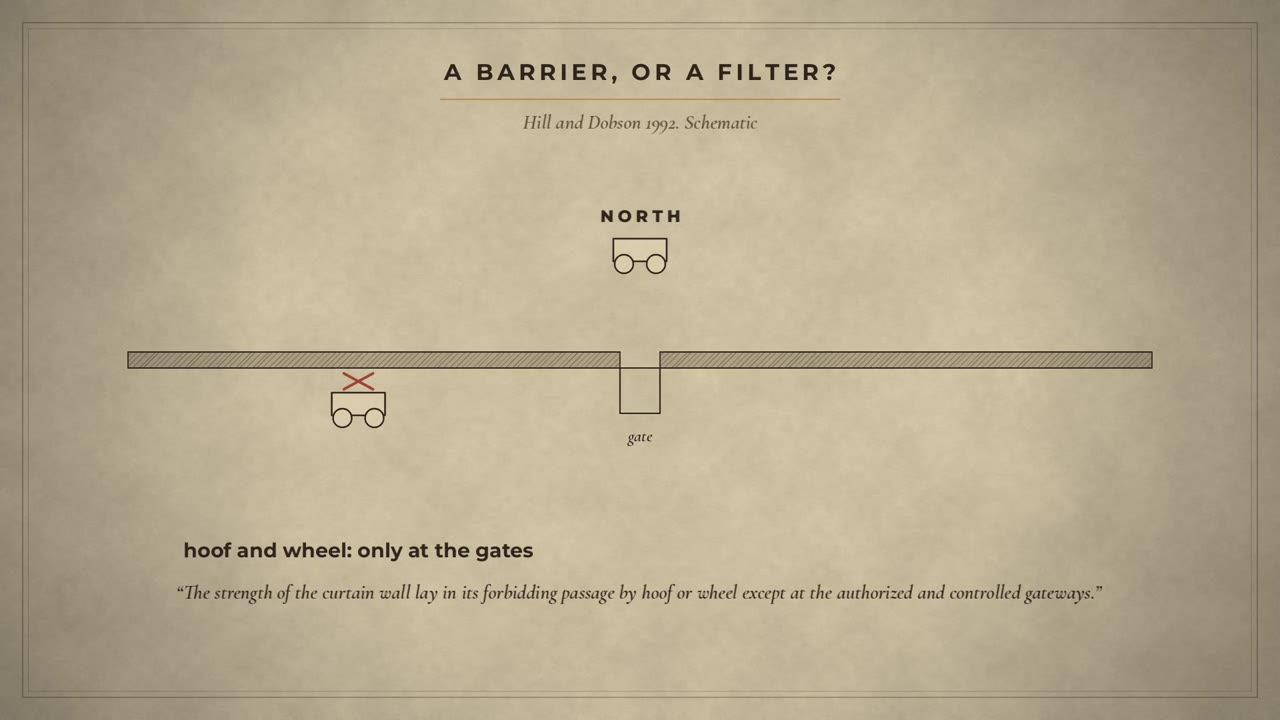 A BARRIER, OR A FILTER?
Hill and Dobson 1992. Schematic
NORTH
gate
hoof and wheel: only at the gates
“The strength of the curtain wall lay in its forbidding passage by hoof or wheel except at the authorized and controlled gateways.”